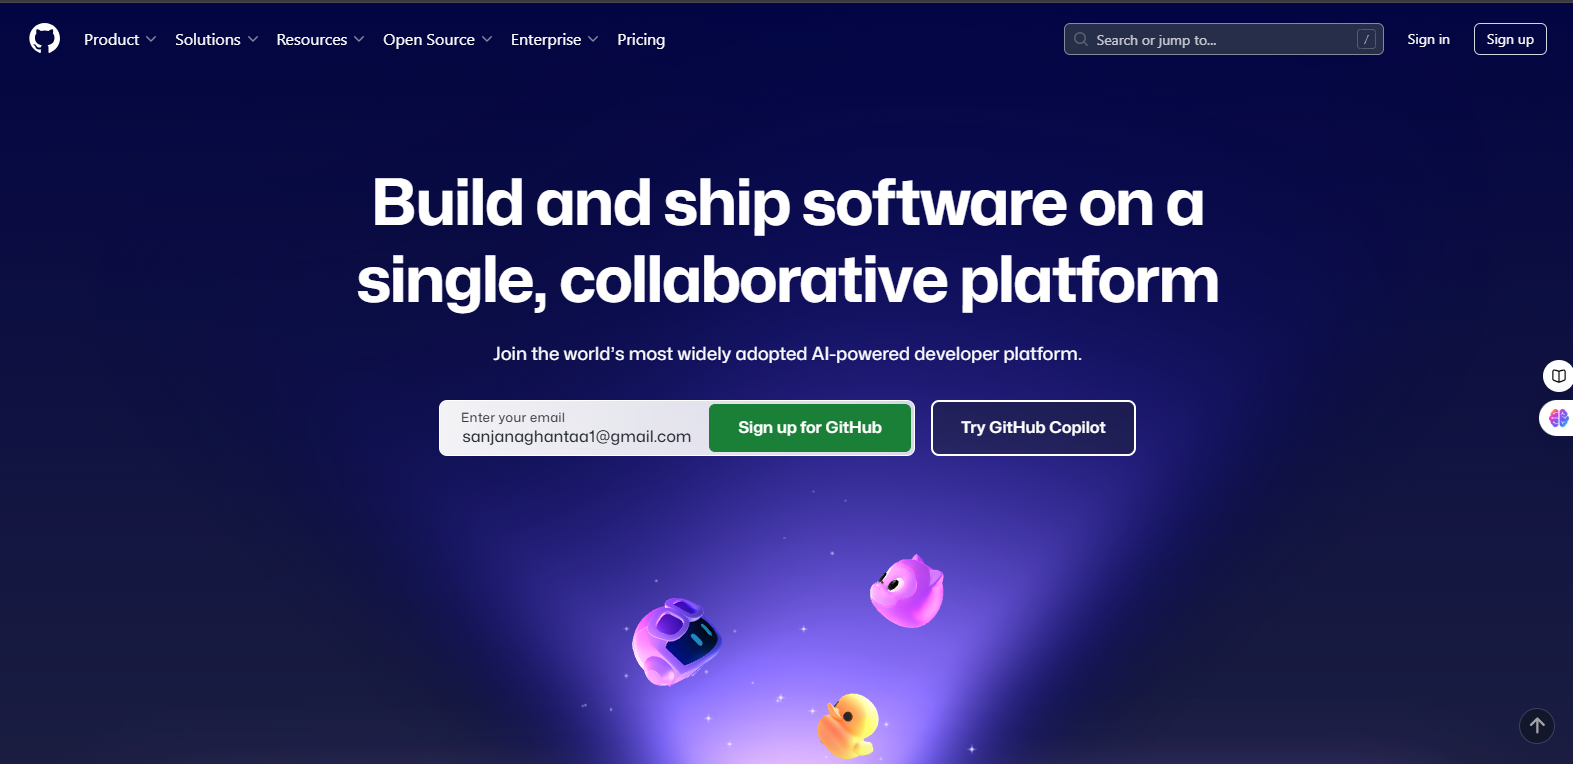 Product Solutions Resources Open Source Enterprise Pricing Search or jump to... / Sign in Sign up
Build and ship software on a
single, collaborative platform
Join the world’s most widely adopted AI-powered developer platform.
Enter your email
sanjanaghantaa1@gmail.com
Sign up for GitHub
Try GitHub Copilot